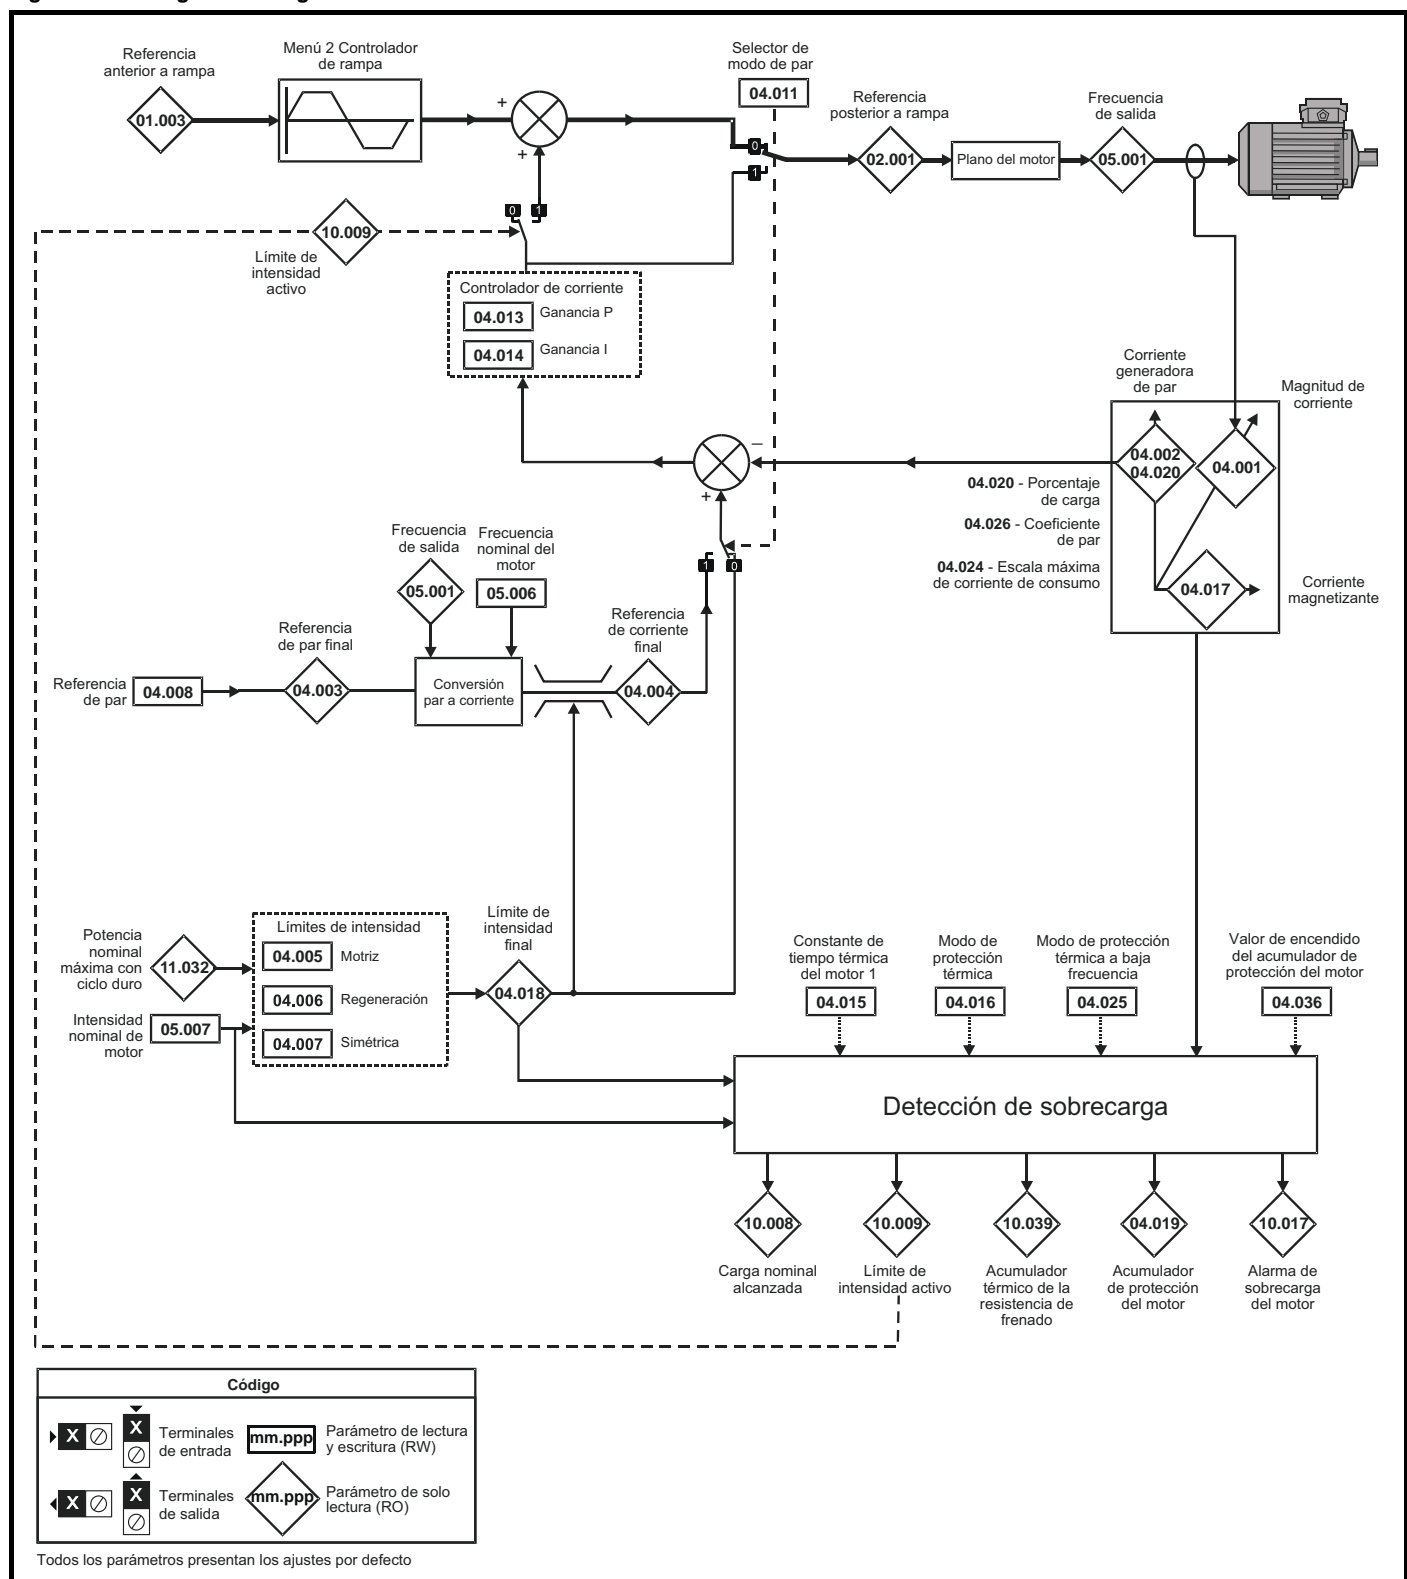 Referencia
anterior a rampa
01.003
Menú 2 Controlador
de rampa
+
+
Selector de
modo de par
04.011
0
1
Referencia
posterior a rampa
02.001
Plano del motor
Frecuencia
de salida
05.001
0
1
10.009
Límite de
intensidad
activo
Controlador de corriente
04.013
Ganancia P
04.014
Ganancia I
Corriente
generadora
de par
Magnitud de
corriente
04.002
04.020
04.001
04.017
Corriente
magnetizante
04.020 - Porcentaje
de carga
04.026 - Coeficiente
de par
04.024 - Escala máxima
de corriente de consumo
–
+
1
0
Frecuencia
de salida
05.001
Frecuencia
nominal del
motor
05.006
Referencia
de par
04.008
Referencia
de par final
04.003
Conversión
par a corriente
Referencia
de corriente
final
04.004
Potencia
nominal
máxima con
ciclo duro
11.032
Intensidad
nominal de
motor
05.007
Límites de intensidad
04.005
Motriz
04.006
Regeneración
04.007
Simétrica
Límite de
intensidad
final
04.018
Constante de
tiempo térmica
del motor 1
04.015
Modo de
protección
térmica
04.016
Modo de protección
térmica a baja
frecuencia
04.025
Valor de encendido
del acumulador de
protección del motor
04.036
Detección de sobrecarga
10.008
Carga nominal
alcanzada
10.009
Límite de
intensidad activo
10.039
Acumulador
térmico de la
resistencia de
frenado
04.019
Acumulador
de protección
del motor
10.017
Alarma de
sobrecarga
del motor
Código
X
X
Terminales
de entrada
mm.ppp
Parámetro de lectura
y escritura (RW)
X
X
Terminales
de salida
mm.ppp
Parámetro de solo
lectura (RO)
Todos los parámetros presentan los ajustes por defecto